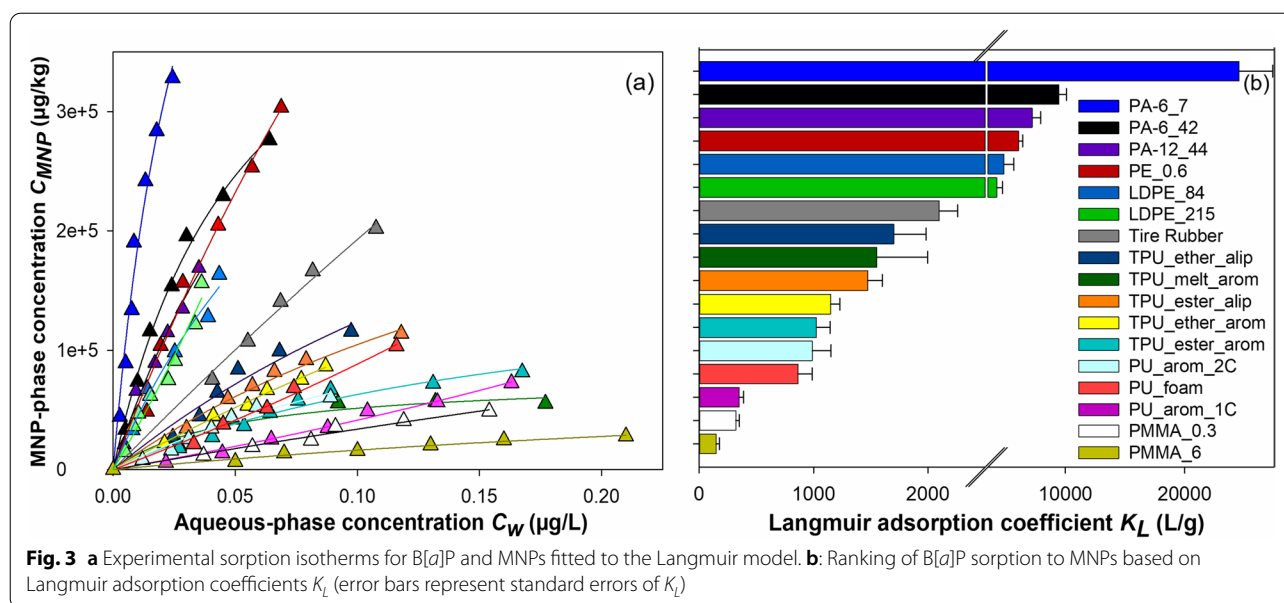 MNP-phase concentration C_MNP (µg/kg)
3e+5
2e+5
1e+5
0
(a)
0.00 0.05 0.10 0.15 0.20
Aqueous-phase concentration C_W (µg/L)
(b)
PA-6_7
PA-6_42
PA-12_44
PE_0.6
LDPE_84
LDPE_215
Tire Rubber
TPU_ether_alip
TPU_melt_arom
TPU_ester_alip
TPU_ether_arom
TPU_ester_arom
PU_arom_2C
PU_foam
PU_arom_1C
PMMA_0.3
PMMA_6
0 1000 2000 10000 20000
Langmuir adsorption coefficient K_L (L/g)
Fig. 3 a Experimental sorption isotherms for B[a]P and MNPs fitted to the Langmuir model. b: Ranking of B[a]P sorption to MNPs based on
Langmuir adsorption coefficients K_L (error bars represent standard errors of K_L)